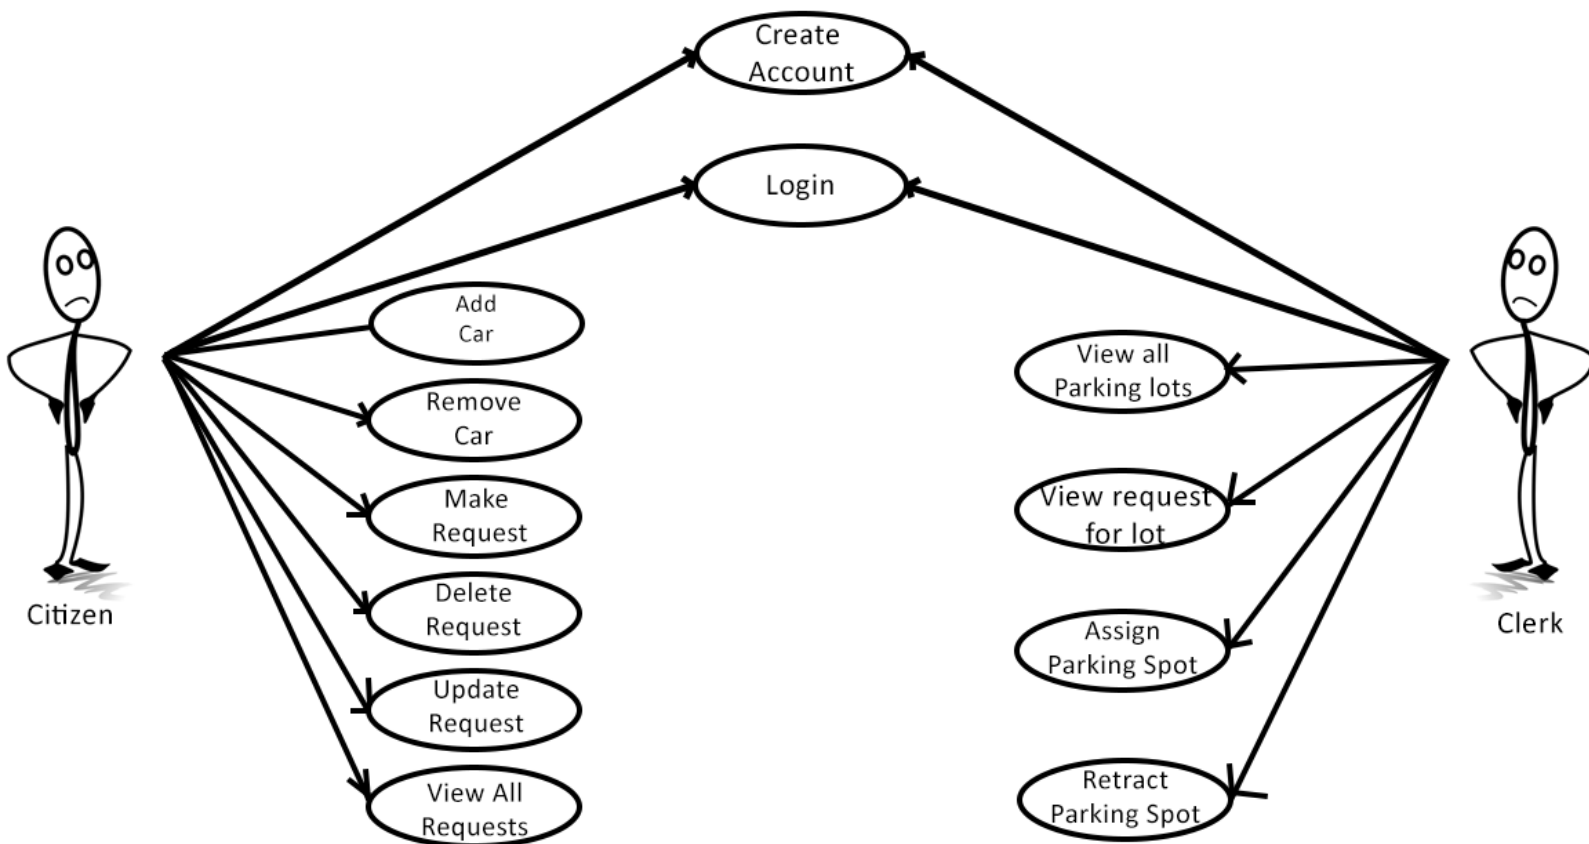 Create
Account
Login
Add
Car
Remove
Car
Make
Request
Delete
Request
Update
Request
View All
Requests
Citizen
View all
Parking lots
View request
for lot
Assign
Parking Spot
Retract
Parking Spot
Clerk